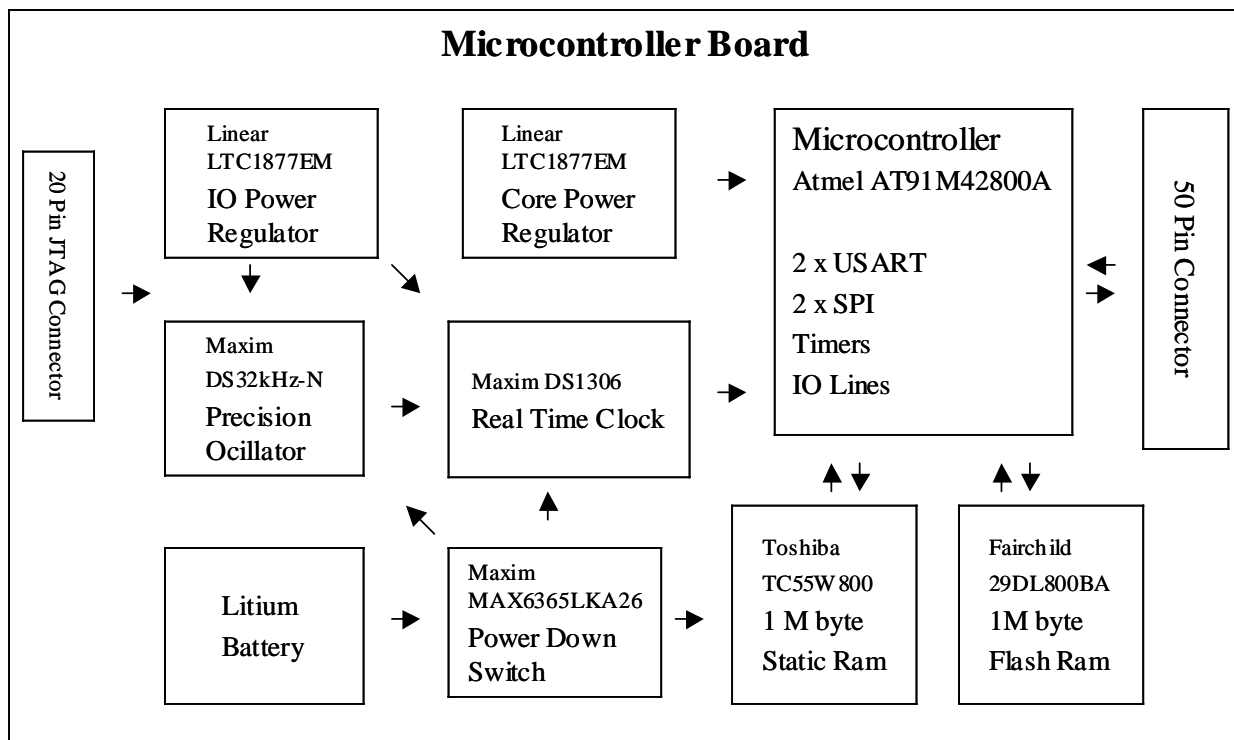 Microcontroller Board
20 Pin JTAG Connector
Linear
LTC1877EM
IO Power
Regulator
Linear
LTC1877EM
Core Power
Regulator
Microcontroller
Atmel AT91M42800A
2 x USART
2 x SPI
Timers
IO Lines
50 Pin Connector
Maxim
DS32kHz-N
Precision
Ocillator
Maxim DS1306
Real Time Clock
Litium
Battery
Maxim
MAX6365LKA26
Power Down
Switch
Toshiba
TC55W800
1 M byte
Static Ram
Fairchild
29DL800BA
1M byte
Flash Ram